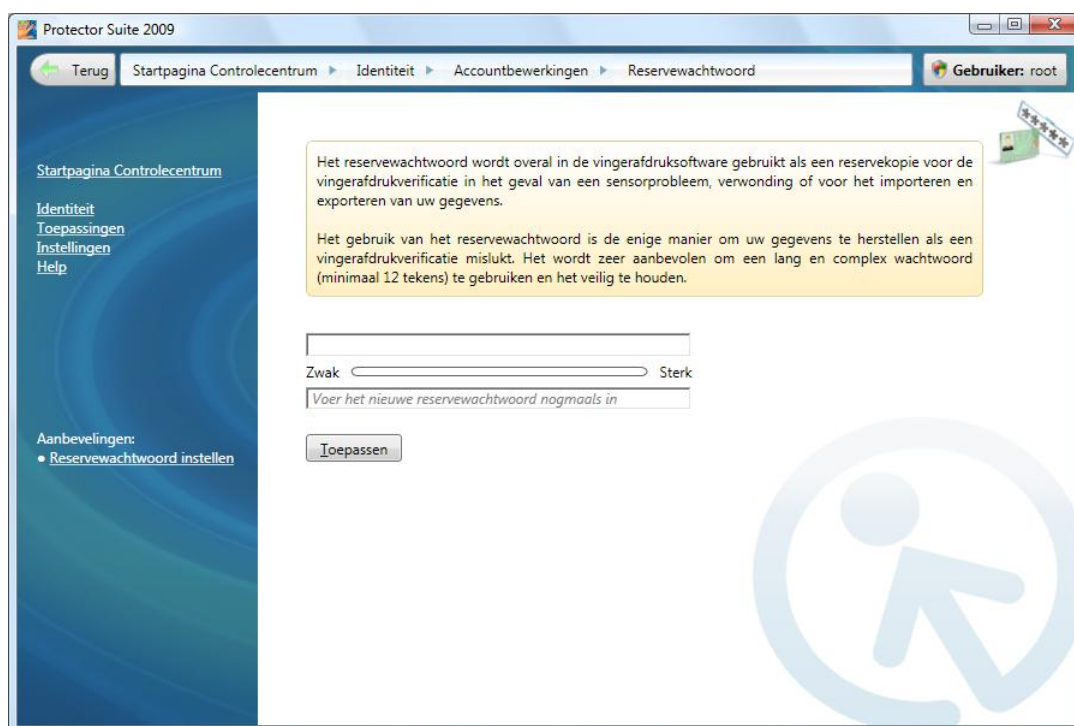 Protector Suite 2009
Terug
Startpagina Controlecentrum
Identiteit
Accountbewerkingen
Reservewachtwoord
Gebruiker: root
*****
Startpagina Controlecentrum
Identiteit
Toepassingen
Instellingen
Help
Aanbevelingen:
• Reservewachtwoord instellen
Het reservewachtwoord wordt overal in de vingerafdruksoftware gebruikt als een reservekopie voor de
vingerafdrukverificatie in het geval van een sensorprobleem, verwonding of voor het importeren en
exporteren van uw gegevens.
Het gebruik van het reservewachtwoord is de enige manier om uw gegevens te herstellen als een
vingerafdrukverificatie mislukt. Het wordt zeer aanbevolen om een lang en complex wachtwoord
(minimaal 12 tekens) te gebruiken en het veilig te houden.
Zwak
Sterk
Voer het nieuwe reservewachtwoord nogmaals in
Toepassen